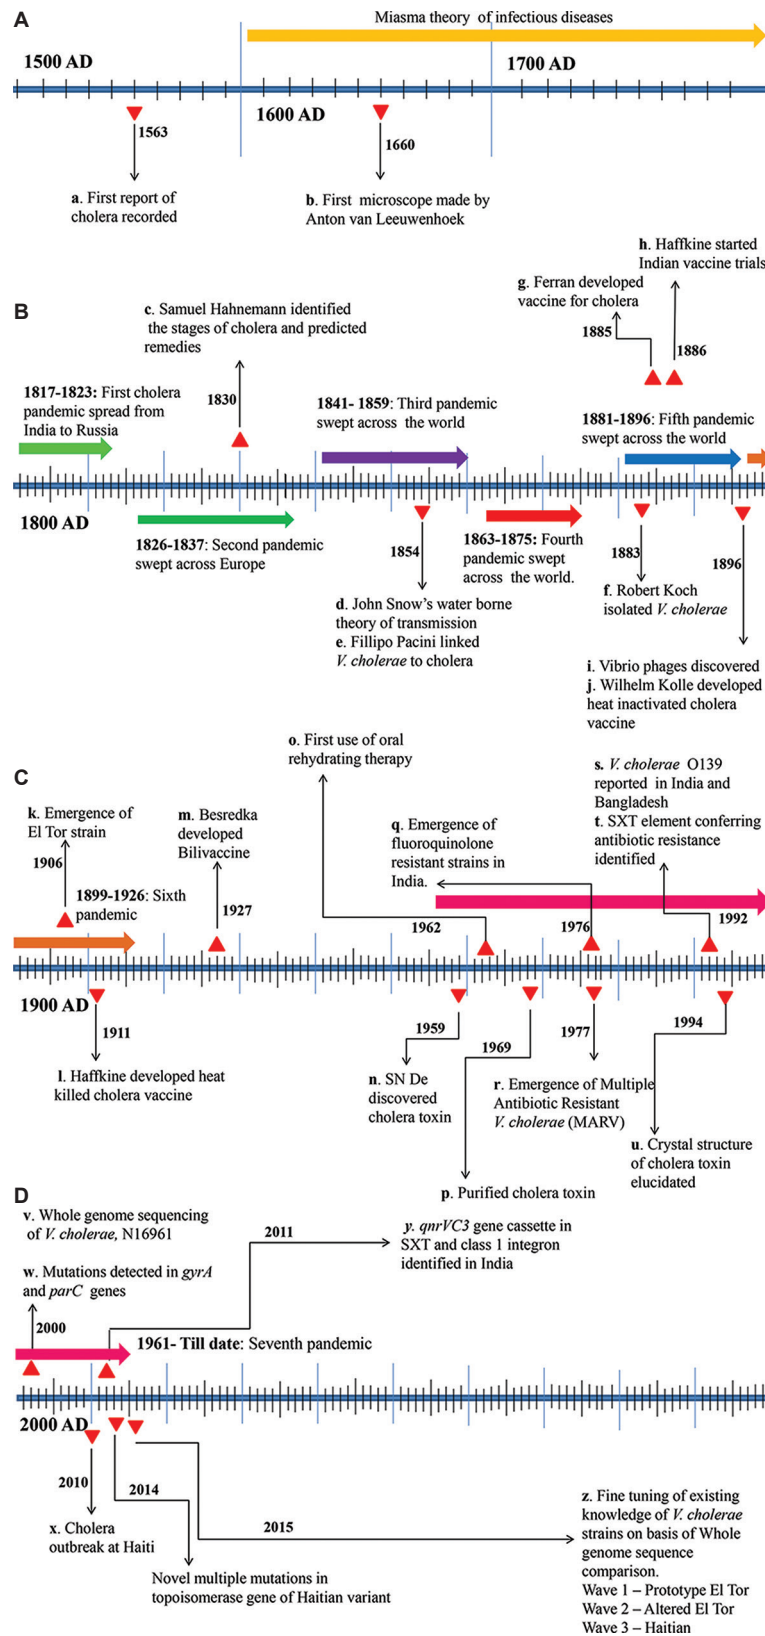 A
Miasma theory of infectious diseases
1500 AD
1700 AD
1600 AD
1563
1660
a. First report of
cholera recorded
b. First microscope made by
Anton van Leeuwenhoek
h. Haffkine started
Indian vaccine trials
g. Ferran developed
vaccine for cholera
B
c. Samuel Hahnemann identified
the stages of cholera and predicted
remedies
1885
1886
1830
1817-1823: First cholera
pandemic spread from
India to Russia
1841- 1859: Third pandemic
swept across the world
1881-1896: Fifth pandemic
swept across the world
1800 AD
1826-1837: Second pandemic
swept across Europe
1854
1863-1875: Fourth
pandemic swept
across the world.
1883
1896
f. Robert Koch
isolated V. cholerae
d. John Snow's water borne
theory of transmission
e. Fillipo Pacini linked
V. cholerae to cholera
i. Vibrio phages discovered
j. Wilhelm Kolle developed
heat inactivated cholera
vaccine
C
o. First use of oral
rehydrating therapy
s. V. cholerae O139
reported in India and
Bangladesh
t. SXT element conferring
antibiotic resistance
identified
k. Emergence of
El Tor strain
m. Besredka
developed
Bilivaccine
q. Emergence of
fluoroquinolone
resistant strains in
India.
1906
1899-1926: Sixth
pandemic
1927
1962
1976
1992
1900 AD
1911
1959
1969
1977
1994
l. Haffkine developed heat
killed cholera vaccine
n. SN De
discovered
cholera toxin
r. Emergence of Multiple
Antibiotic Resistant
V. cholerae (MARV)
u. Crystal structure
of cholera toxin
elucidated
p. Purified cholera toxin
D
v. Whole genome sequencing
of V. cholerae, N16961
w. Mutations detected in gyrA
and parC genes
2011
y. qnrVC3 gene cassette in
SXT and class 1 integron
identified in India
2000
1961- Till date: Seventh pandemic
2000 AD
2010
2014
2015
x. Cholera
outbreak at Haiti
Novel multiple mutations in
topoisomerase gene of Haitian variant
z. Fine tuning of existing
knowledge of V. cholerae
strains on basis of Whole
genome sequence
comparison.
Wave 1 – Prototype El Tor
Wave 2 – Altered El Tor
Wave 3 – Haitian